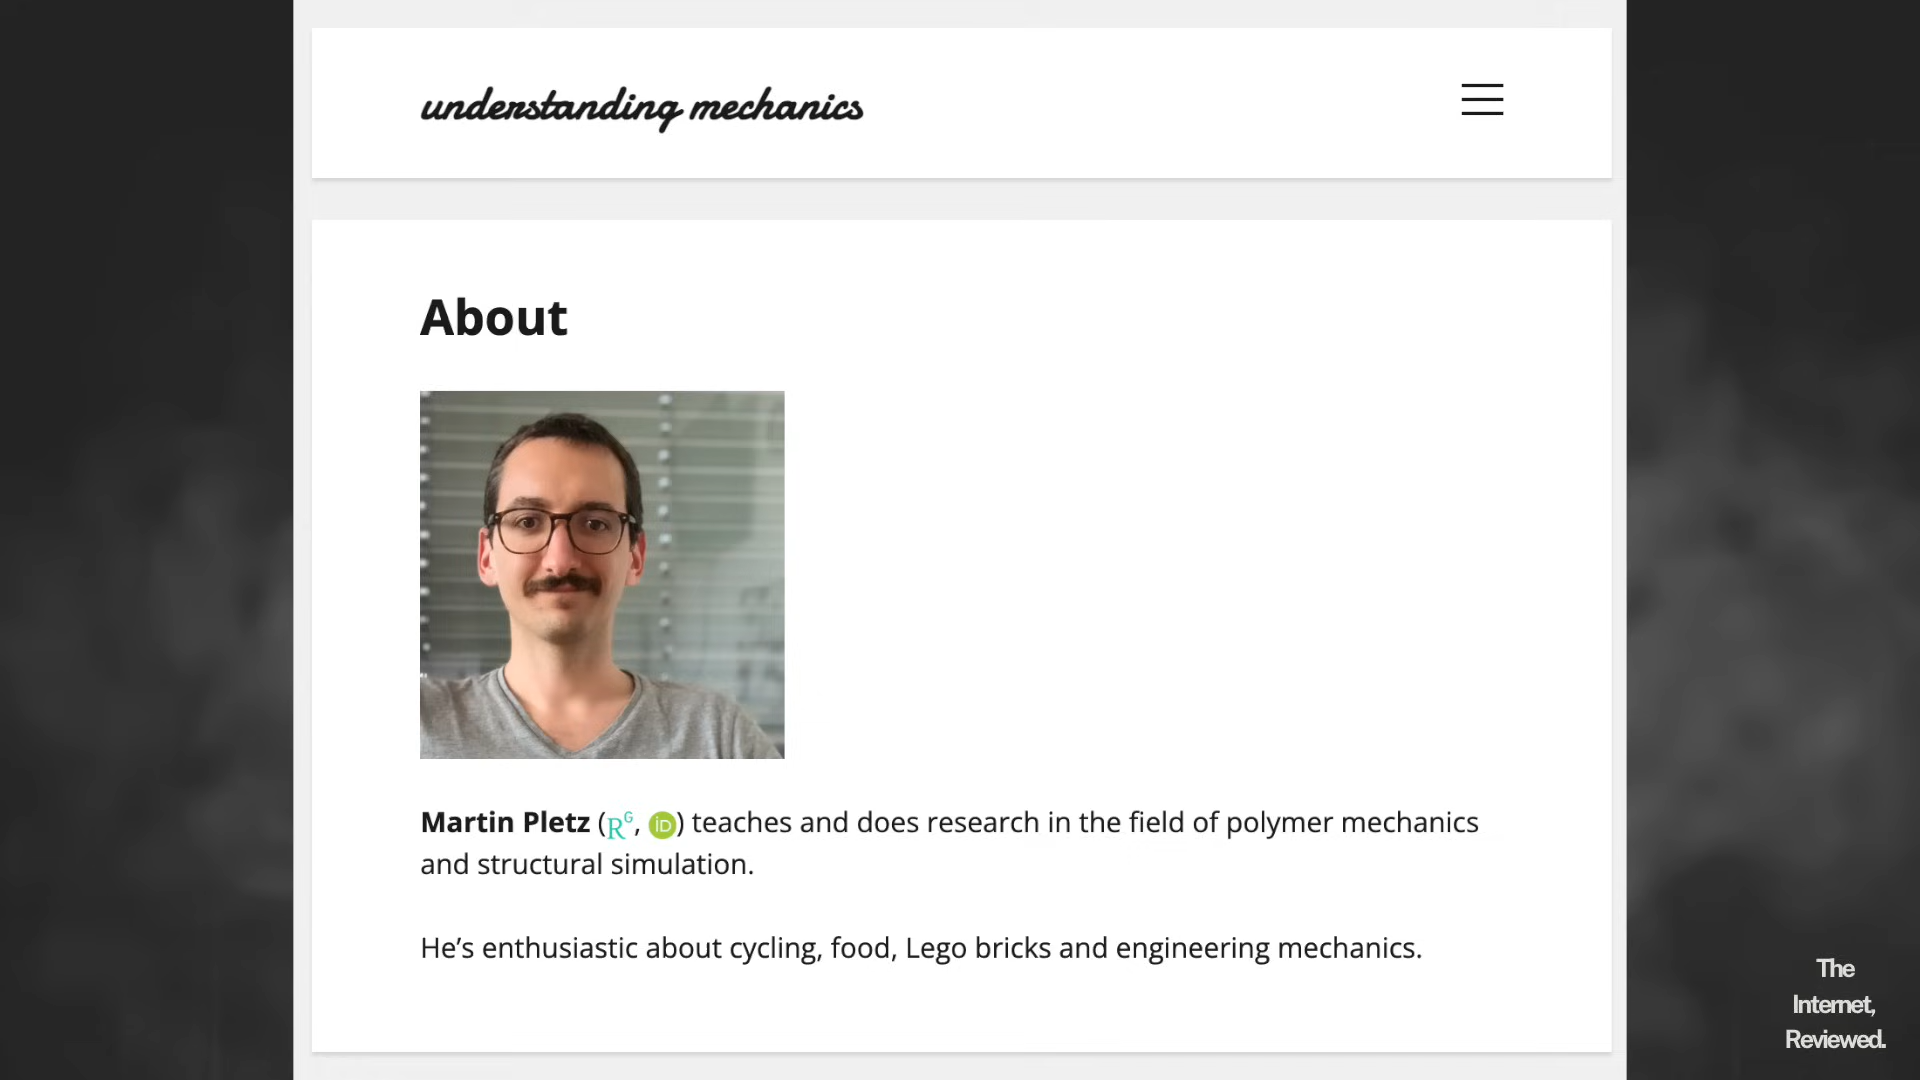 understanding mechanics
About
Martin Pletz (RG, iD) teaches and does research in the field of polymer mechanics
and structural simulation.
He’s enthusiastic about cycling, food, Lego bricks and engineering mechanics.
The
Internet,
Reviewed.